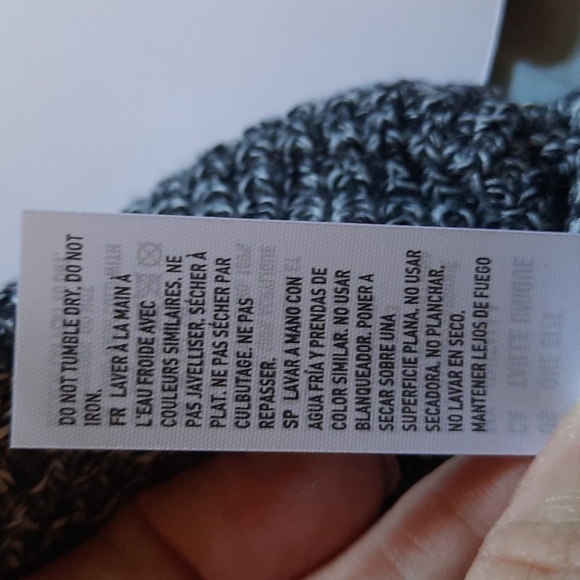 DO NOT TUMBLE DRY, DO NOT
IRON.
FR LAVER À LA MAIN À
L'EAU FROIDE AVEC
COULEURS SIMILAIRES. NE
PAS JAVELLISER. SÉCHER À
PLAT. NE PAS SÉCHER PAR
CULBUTAGE. NE PAS
REPASSER.
SP LAVAR A MANO CON
AGUA FRÍA Y PRENDAS DE
COLOR SIMILAR. NO USAR
BLANQUEADOR. PONER A
SECAR SOBRE UNA
SUPERFICIE PLANA. NO USAR
SECADORA. NO PLANCHAR.
NO LAVAR EN SECO.
MANTENER LEJOS DE FUEGO